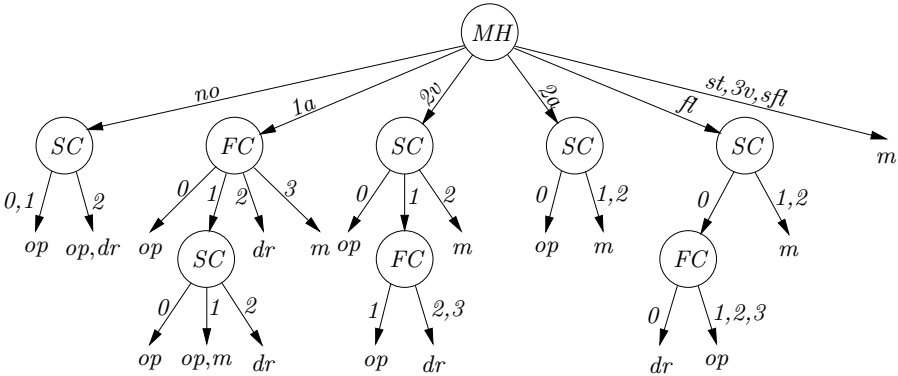 MH
no 1a 2v 2a fl st,3v,sfl
SC FC SC SC SC m
0,1 2 0 1 2 3 0 1 2 0 1,2 0 1,2
op op,dr op SC dr m op FC m op m FC m
0 1 2 1 2,3 0 1,2,3
op op,m dr op dr dr op